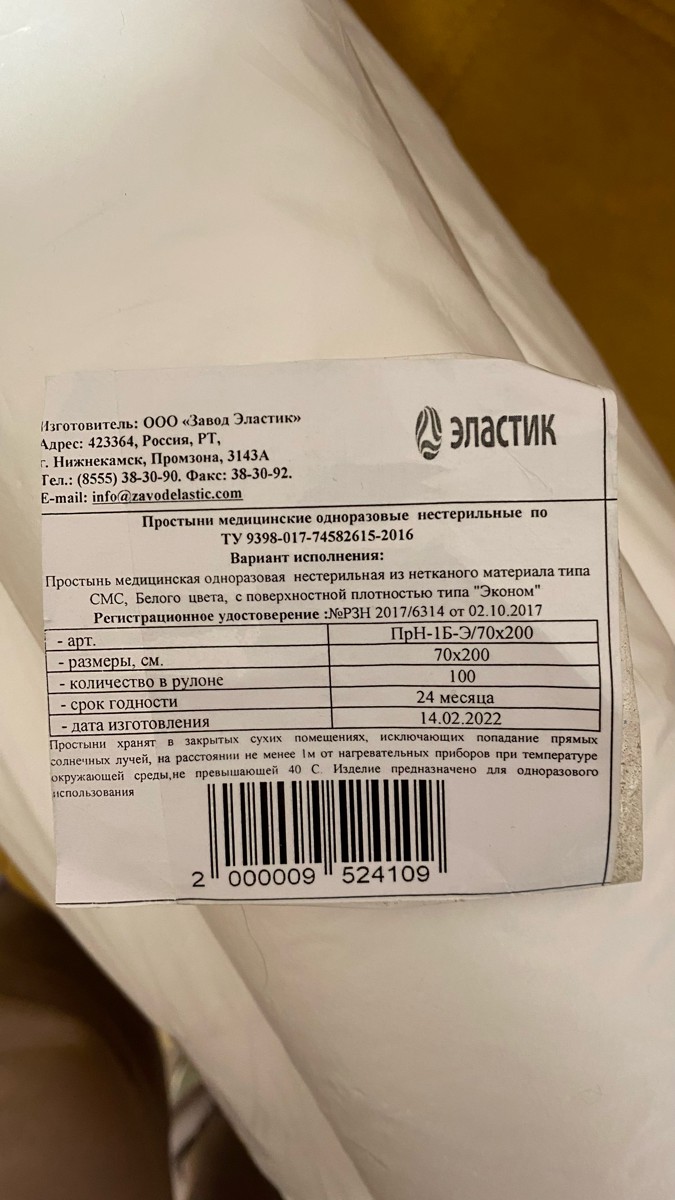 Изготовитель: ООО «Завод Эластик»
Адрес: 423364, Россия, РТ,
г. Нижнекамск, Промзона, 3143А
Тел.: (8555) 38-30-90. Факс: 38-30-92.
E-mail: info@zavodelastic.com
эластик
Простыни медицинские одноразовые нестерильные по
ТУ 9398-017-74582615-2016
Вариант исполнения:
Простынь медицинская одноразовая нестерильная из нетканого материала типа
СМС, Белого цвета, с поверхностной плотностью типа "Эконом"
Регистрационное удостоверение :№РЗН 2017/6314 от 02.10.2017
- арт. ПрН-1Б-Э/70х200
- размеры, см. 70х200
- количество в рулоне 100
- срок годности 24 месяца
- дата изготовления 14.02.2022
Простыни хранят в закрытых сухих помещениях, исключающих попадание прямых
солнечных лучей, на расстоянии не менее 1м от нагревательных приборов при температуре
окружающей среды,не превышающей 40 С. Изделие предназначено для одноразового
использования
2 000009 524109